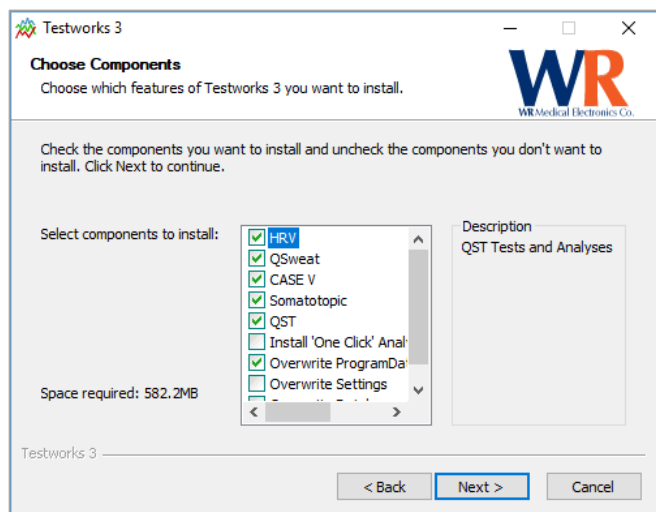 Testworks 3
Choose Components
Choose which features of Testworks 3 you want to install.
WR
WR Medical Electronics Co.
Check the components you want to install and uncheck the components you don't want to
install. Click Next to continue.
Select components to install:
HRV
QSweat
CASE V
Somatotopic
QST
Install 'One Click' Anal
Overwrite ProgramDat
Overwrite Settings
Description
QST Tests and Analyses
Space required: 582.2MB
Testworks 3
< Back
Next >
Cancel